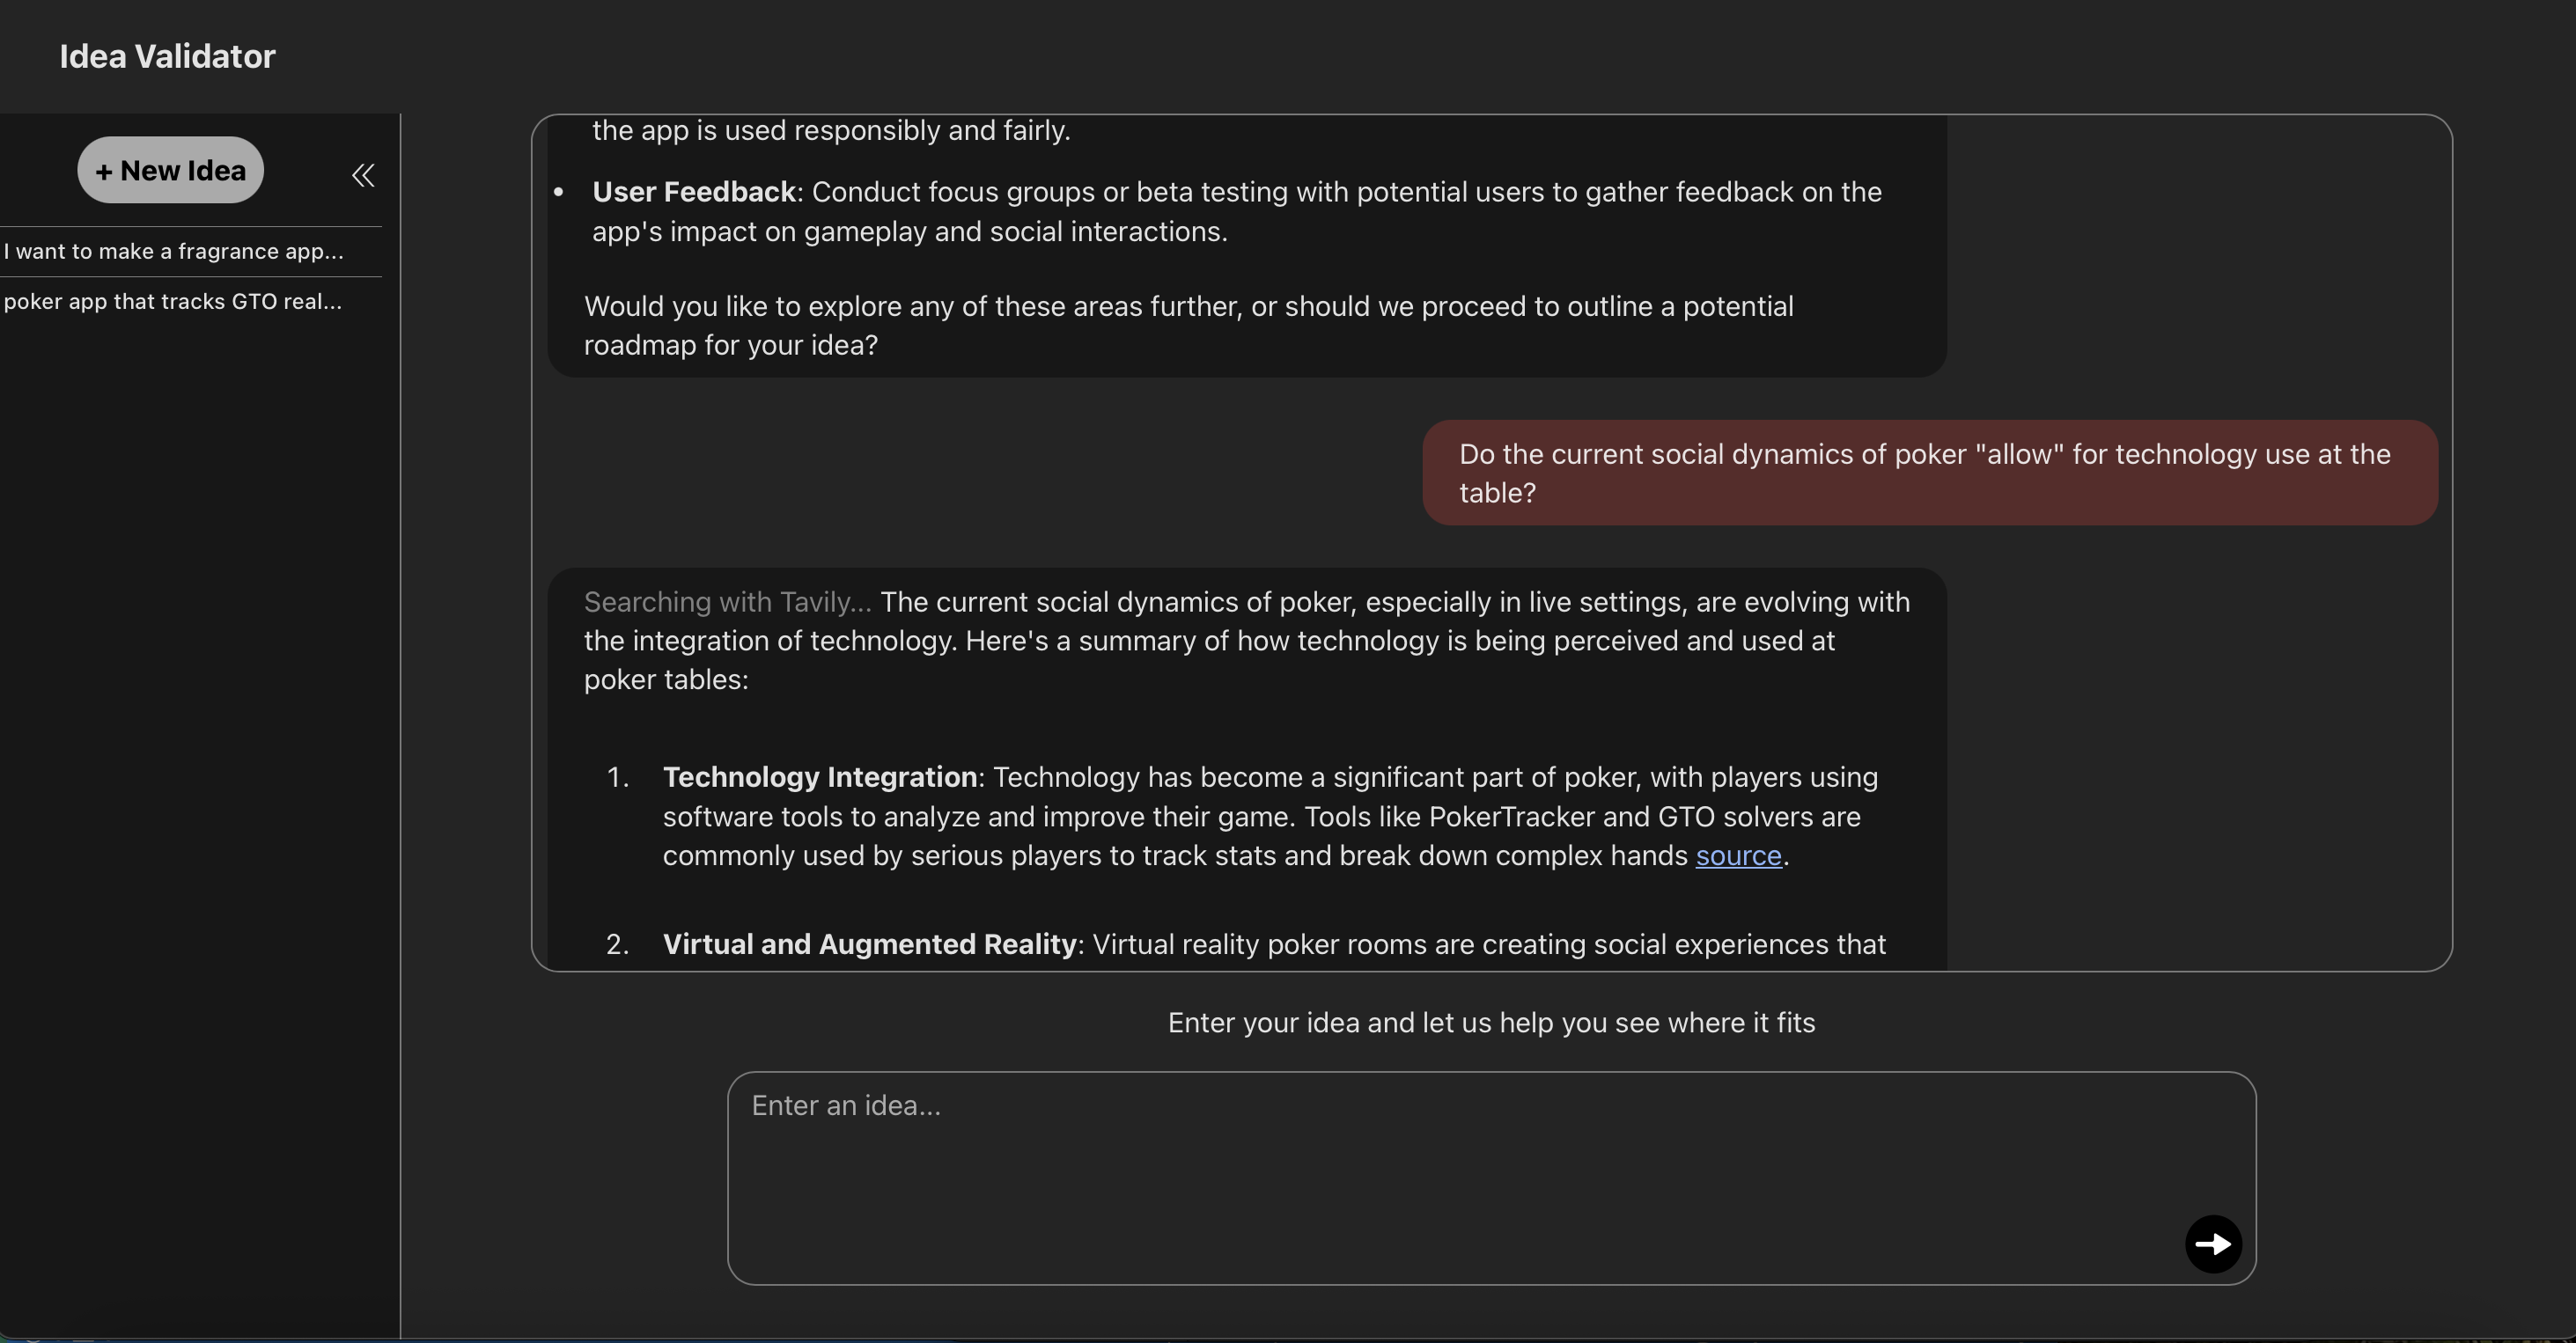 Idea Validator
+ New Idea
I want to make a fragrance app...
poker app that tracks GTO real...
the app is used responsibly and fairly.
• User Feedback: Conduct focus groups or beta testing with potential users to gather feedback on the
app's impact on gameplay and social interactions.
Would you like to explore any of these areas further, or should we proceed to outline a potential
roadmap for your idea?
Do the current social dynamics of poker "allow" for technology use at the
table?
Searching with Tavily... The current social dynamics of poker, especially in live settings, are evolving with
the integration of technology. Here's a summary of how technology is being perceived and used at
poker tables:
1. Technology Integration: Technology has become a significant part of poker, with players using
software tools to analyze and improve their game. Tools like PokerTracker and GTO solvers are
commonly used by serious players to track stats and break down complex hands source.
2. Virtual and Augmented Reality: Virtual reality poker rooms are creating social experiences that
Enter your idea and let us help you see where it fits
Enter an idea...